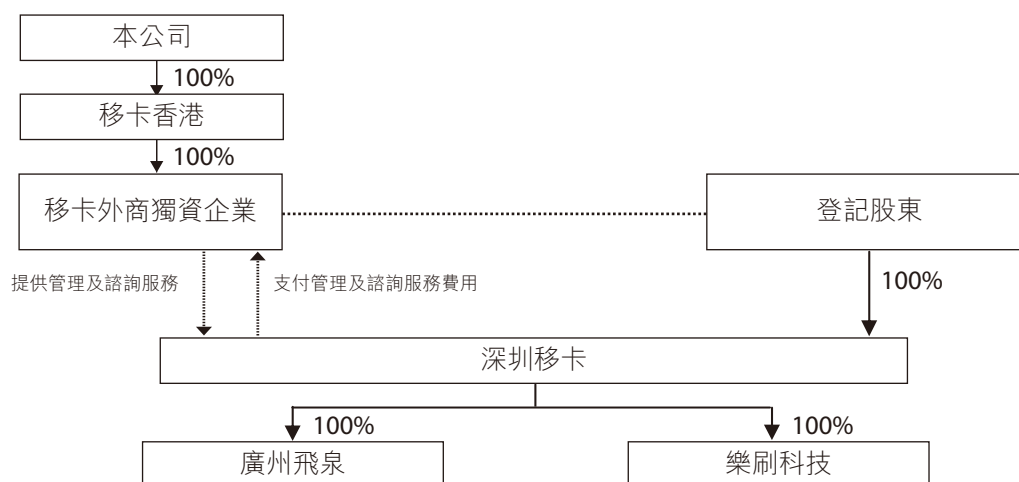 本公司
100%
移卡香港
100%
移卡外商獨資企業
登記股東
提供管理及諮詢服務
支付管理及諮詢服務費用
100%
深圳移卡
100%
100%
廣州飛泉
樂刷科技